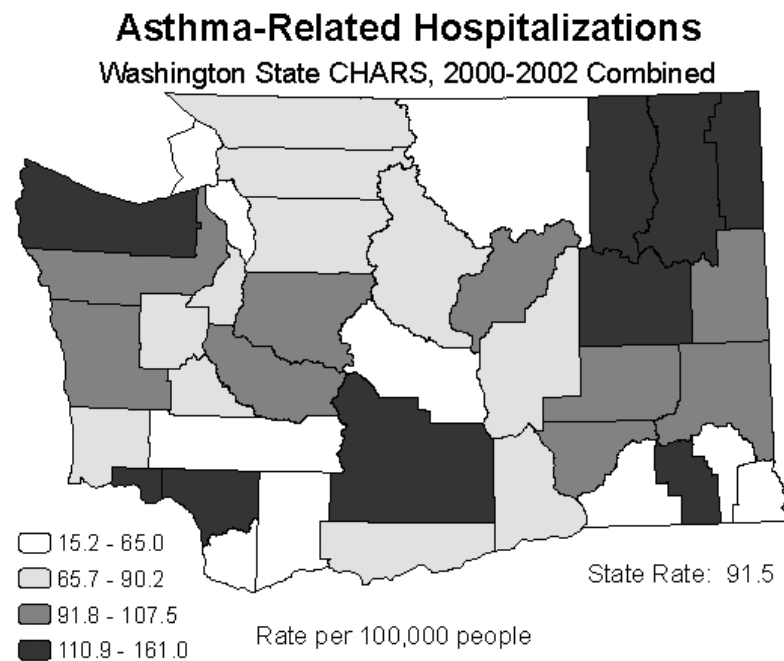 Asthma-Related Hospitalizations
Washington State CHARS, 2000-2002 Combined
15.2 - 65.0
65.7 - 90.2
91.8 - 107.5
110.9 - 161.0
State Rate: 91.5
Rate per 100,000 people